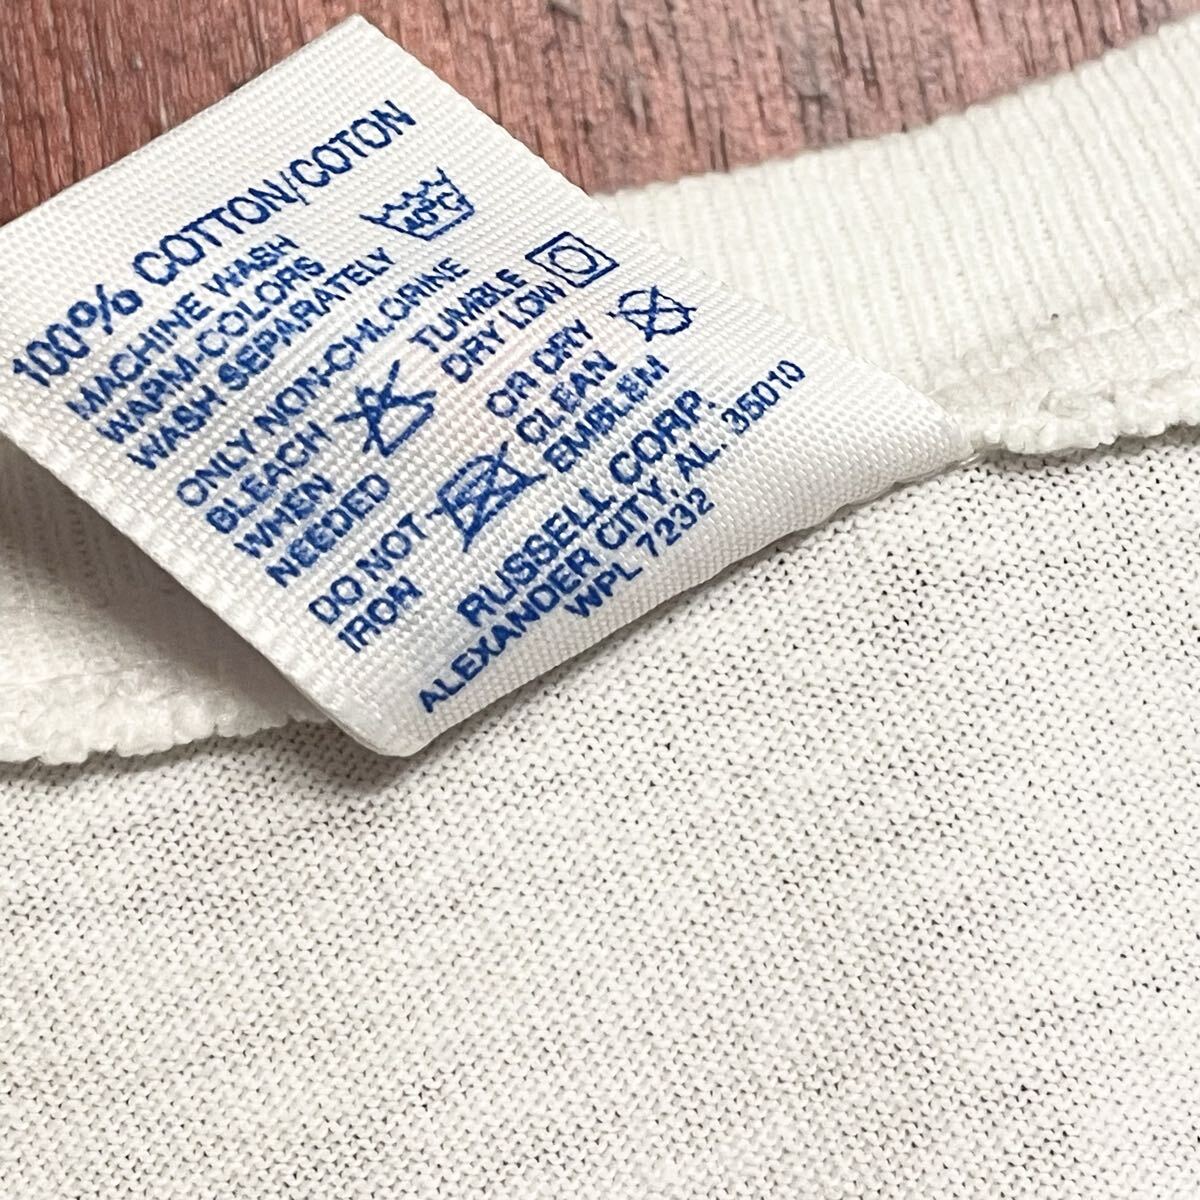 100% COTTON/COTON
MACHINE WASH
WARM-COLORS
WASH SEPARATELY
40°C
ONLY NON-CHLORINE
BLEACH
WHEN
NEEDED
TUMBLE
DRY LOW
DO NOT
IRON
OR DRY
CLEAN
EMBLEM
RUSSELL CORP.
ALEXANDER CITY, AL. 35010
WPL 7232